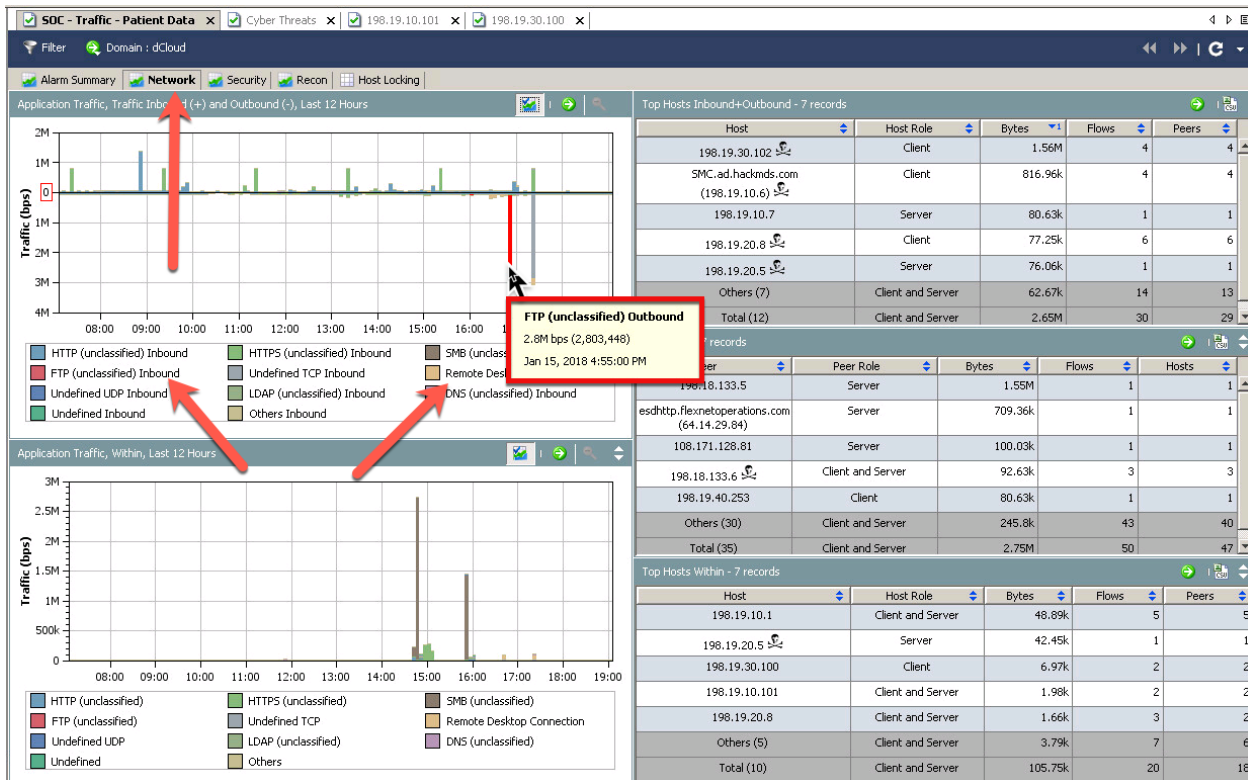 SOC - Traffic - Patient Data x Cyber Threats x 198.19.10.101 x 198.19.30.100 x
Filter Domain : dCloud
Alarm Summary Network Security Recon Host Locking
Application Traffic, Traffic Inbound (+) and Outbound (-), Last 12 Hours
Traffic (bps)
2M
1M
0
1M
2M
3M
4M
08:00 09:00 10:00 11:00 12:00 13:00 14:00 15:00 16:00
FTP (unclassified) Outbound
2.8M bps (2,803,448)
Jan 15, 2018 4:55:00 PM
HTTP (unclassified) Inbound HTTPS (unclassified) Inbound SMB
FTP (unclassified) Inbound Undefined TCP Inbound Remote
Undefined UDP Inbound LDAP (unclassified) Inbound DNS (unclassified) Inbound
Undefined Inbound Others Inbound
Application Traffic, Within, Last 12 Hours
Traffic (bps)
3M
2.5M
2M
1.5M
1M
500k
0
08:00 09:00 10:00 11:00 12:00 13:00 14:00 15:00 16:00 17:00 18:00 19:00
HTTP (unclassified) HTTPS (unclassified) SMB (unclassified)
FTP (unclassified) Undefined TCP Remote Desktop Connection
Undefined UDP LDAP (unclassified) DNS (unclassified)
Undefined Others
Top Hosts Inbound+Outbound - 7 records
CSV
Host Host Role Bytes 1 Flows Peers
198.19.30.102 Client 1.56M 4 4
SMC.ad.hackmds.com Client 816.96k 4 4
(198.19.10.6)
198.19.10.7 Server 80.63k 1 1
198.19.20.8 Client 77.25k 6 6
198.19.20.5 Server 76.06k 1 1
Others (7) Client and Server 62.67k 14 13
Total (12) Client and Server 2.65M 30 29
records
CSV
Peer Role Bytes Flows Hosts
198.18.133.5 Server 1.55M 1 1
esdhttp.flexnetoperations.com Server 709.36k 1 1
(64.14.29.84)
108.171.128.81 Server 100.03k 1 1
198.18.133.6 Client and Server 92.63k 3 3
198.19.40.253 Client 80.63k 1 1
Others (30) Client and Server 245.8k 43 40
Total (35) Client and Server 2.75M 50 47
Top Hosts Within - 7 records
CSV
Host Host Role Bytes Flows Peers
198.19.10.1 Client and Server 48.89k 5 5
198.19.20.5 Server 42.45k 1 1
198.19.30.100 Client 6.97k 2 2
198.19.10.101 Client and Server 1.98k 2 2
198.19.20.8 Client and Server 1.66k 3 2
Others (5) Client and Server 3.79k 7 6
Total (10) Client and Server 105.75k 20 18